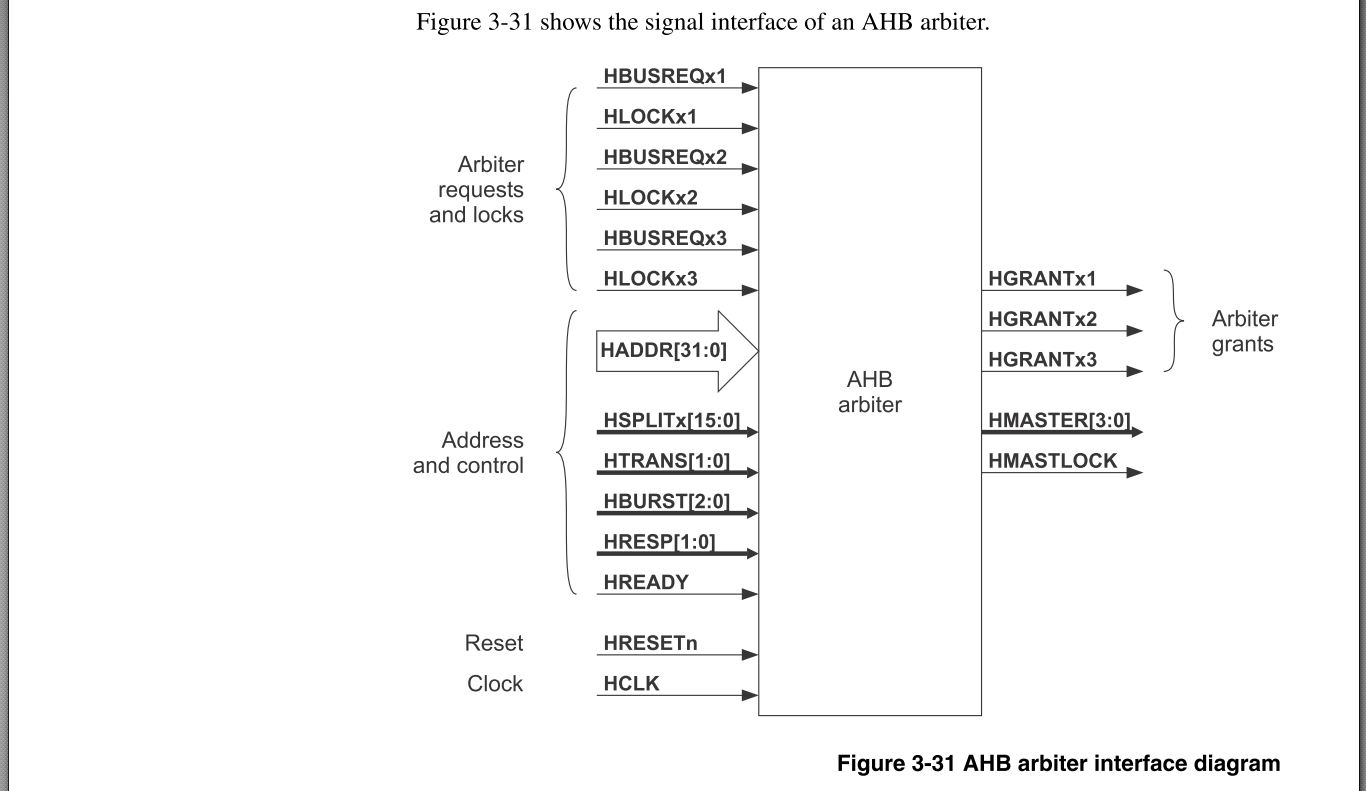 Figure 3-31 shows the signal interface of an AHB arbiter.
Arbiter
requests
and locks
HBUSREQx1
HLOCKx1
HBUSREQx2
HLOCKx2
HBUSREQx3
HLOCKx3
Address
and control
HADDR[31:0]
HSPLITx[15:0]
HTRANS[1:0]
HBURST[2:0]
HRESP[1:0]
HREADY
Reset
HRESETn
Clock
HCLK
AHB
arbiter
HGRANTx1
HGRANTx2
HGRANTx3
Arbiter
grants
HMASTER[3:0]
HMASTLOCK
Figure 3-31 AHB arbiter interface diagram